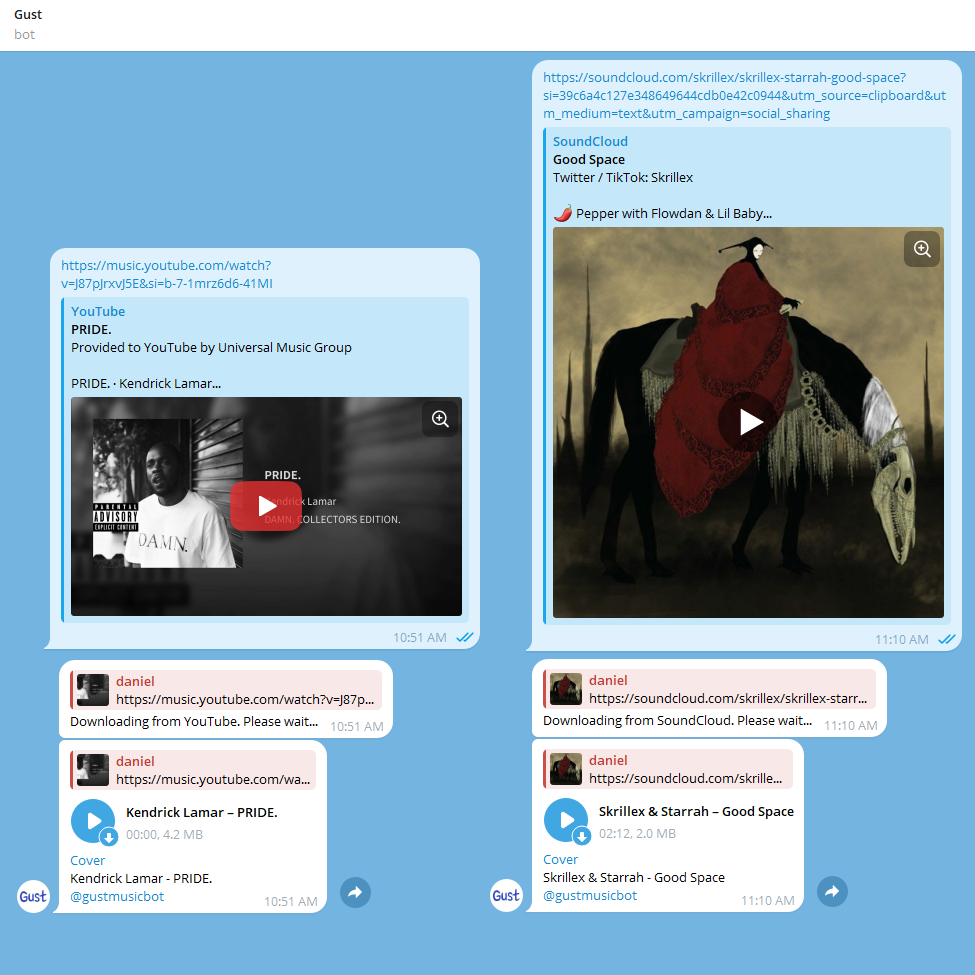 Gust
bot
https://music.youtube.com/watch?
v=J87pJrxvJ5E&si=b-7-1mrz6d6-41MI
YouTube
PRIDE.
Provided to YouTube by Universal Music Group
PRIDE. · Kendrick Lamar...
PRIDE.
Kendrick Lamar
DAMN. COLLECTORS EDITION.
PARENTAL
ADVISORY
EXPLICIT CONTENT
DAMN.
10:51 AM
daniel
https://music.youtube.com/watch?v=J87p...
Downloading from YouTube. Please wait...
10:51 AM
daniel
https://music.youtube.com/wa...
Kendrick Lamar – PRIDE.
00:00, 4.2 MB
Cover
Kendrick Lamar - PRIDE.
@gustmusicbot
10:51 AM
Gust
https://soundcloud.com/skrillex/skrillex-starrah-good-space?
si=39c6a4c127e348649644cdb0e42c0944&utm_source=clipboard&ut
m_medium=text&utm_campaign=social_sharing
SoundCloud
Good Space
Twitter / TikTok: Skrillex
🌶️ Pepper with Flowdan & Lil Baby...
11:10 AM
daniel
https://soundcloud.com/skrillex/skrillex-starr...
Downloading from SoundCloud. Please wait...
11:10 AM
daniel
https://soundcloud.com/skrille...
Skrillex & Starrah – Good Space
02:12, 2.0 MB
Cover
Skrillex & Starrah - Good Space
@gustmusicbot
11:10 AM
Gust